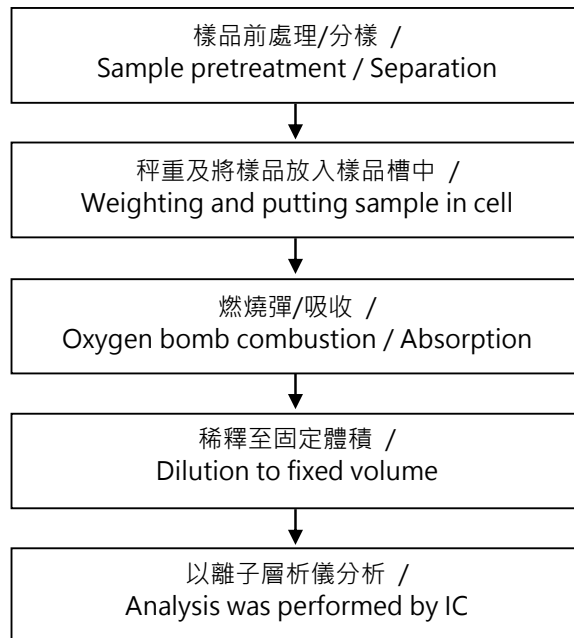 樣品前處理/分樣 /
Sample pretreatment / Separation
秤重及將樣品放入樣品槽中 /
Weighting and putting sample in cell
燃燒彈/吸收 /
Oxygen bomb combustion / Absorption
稀釋至固定體積 /
Dilution to fixed volume
以離子層析儀分析 /
Analysis was performed by IC